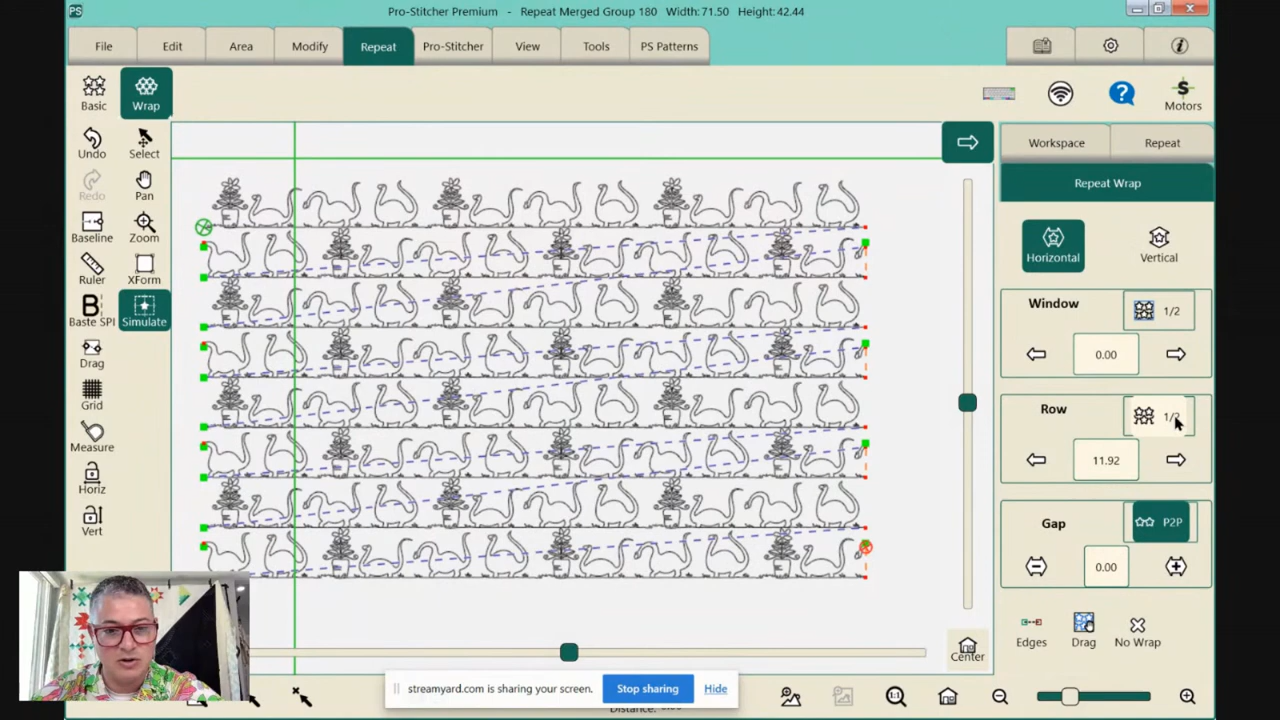 PS
Pro-Stitcher Premium - Repeat Merged Group 180 Width: 71.50 Height: 42.44
File
Edit
Area
Modify
Repeat
Pro-Stitcher
View
Tools
PS Patterns
Basic
Wrap
S
Motors
Undo
Select
Redo
Pan
Baseline
Zoom
Ruler
XForm
B
Baste SPI
Simulate
Drag
Grid
Measure
Horiz
Vert
Workspace
Repeat
Repeat Wrap
Horizontal
Vertical
Window
1/2
0.00
Row
1/2
11.92
Gap
P2P
0.00
Edges
Drag
No Wrap
Center
streamyard.com is sharing your screen.
Stop sharing
Hide
1:1